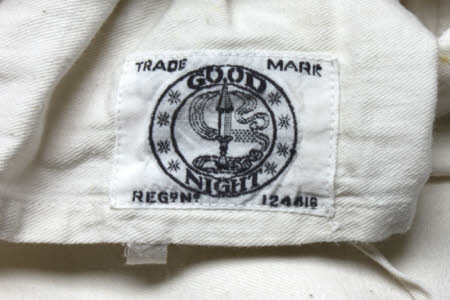 TRADE MARK
GOOD
NIGHT
REGD No 124616